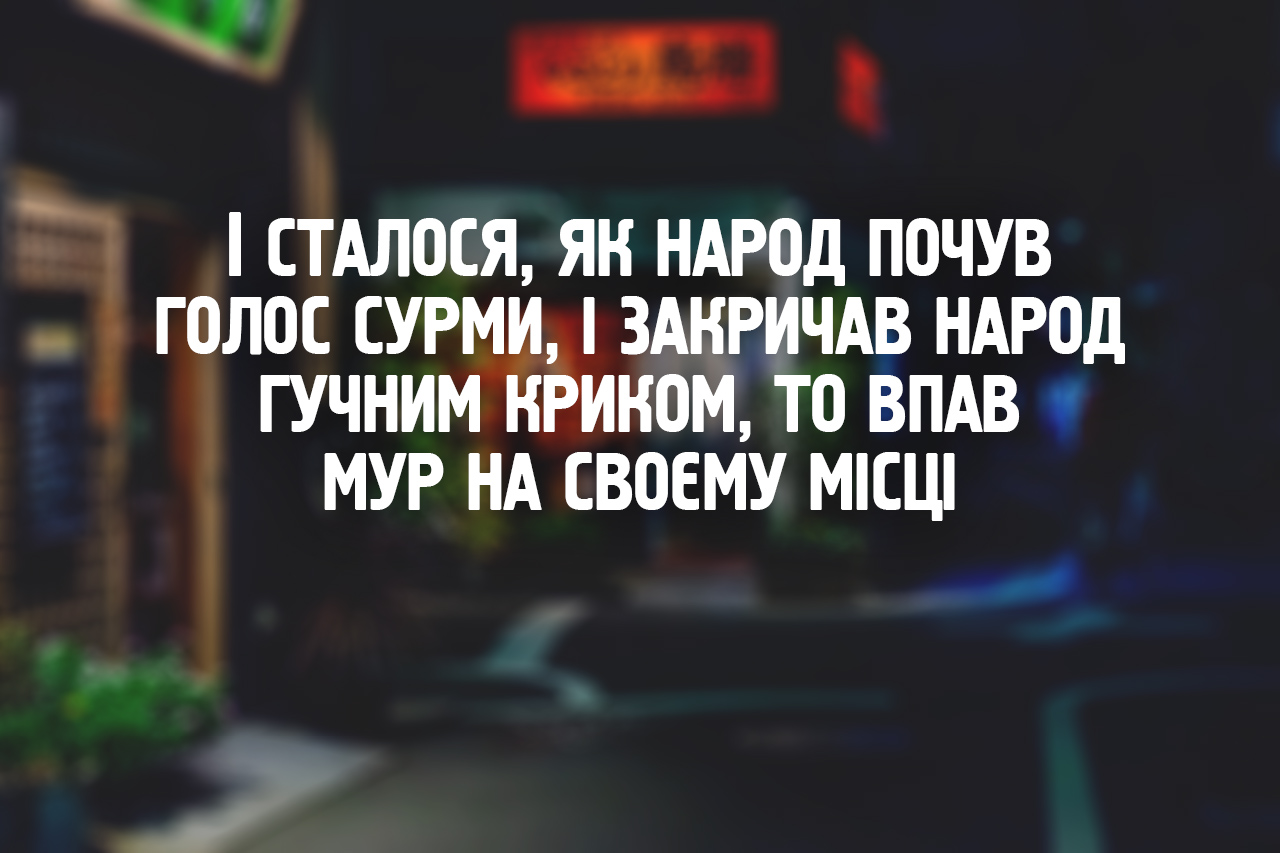 І СТАЛОСЯ, ЯК НАРОД ПОЧУВ
ГОЛОС СУРМИ, І ЗАКРИЧАВ НАРОД
ГУЧНИМ КРИКОМ, ТО ВПАВ
МУР НА СВОЄМУ МІСЦІ